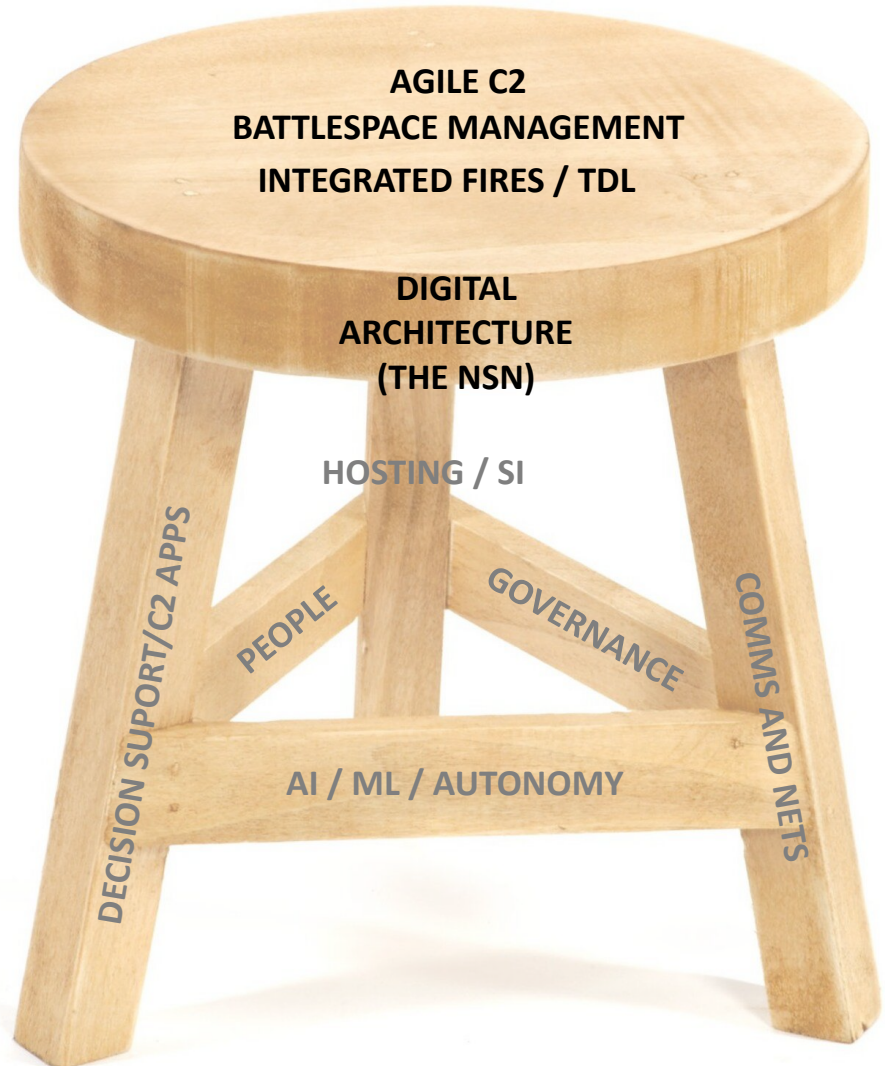 AGILE C2
BATTLESPACE MANAGEMENT
INTEGRATED FIRES / TDL
DIGITAL
ARCHITECTURE
(THE NSN)
HOSTING / SI
DECISION SUPORT/C2 APPS
PEOPLE
GOVERNANCE
COMMS AND NETS
AI / ML / AUTONOMY